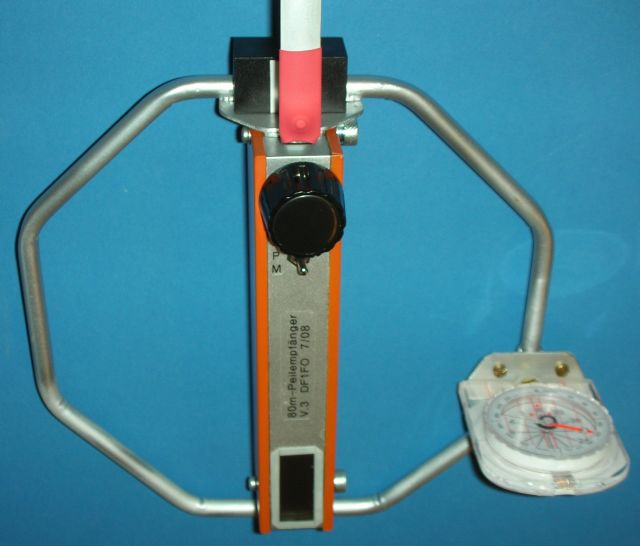 P
M
80m-Peilempfänger
V.3 DF1FO 7/08